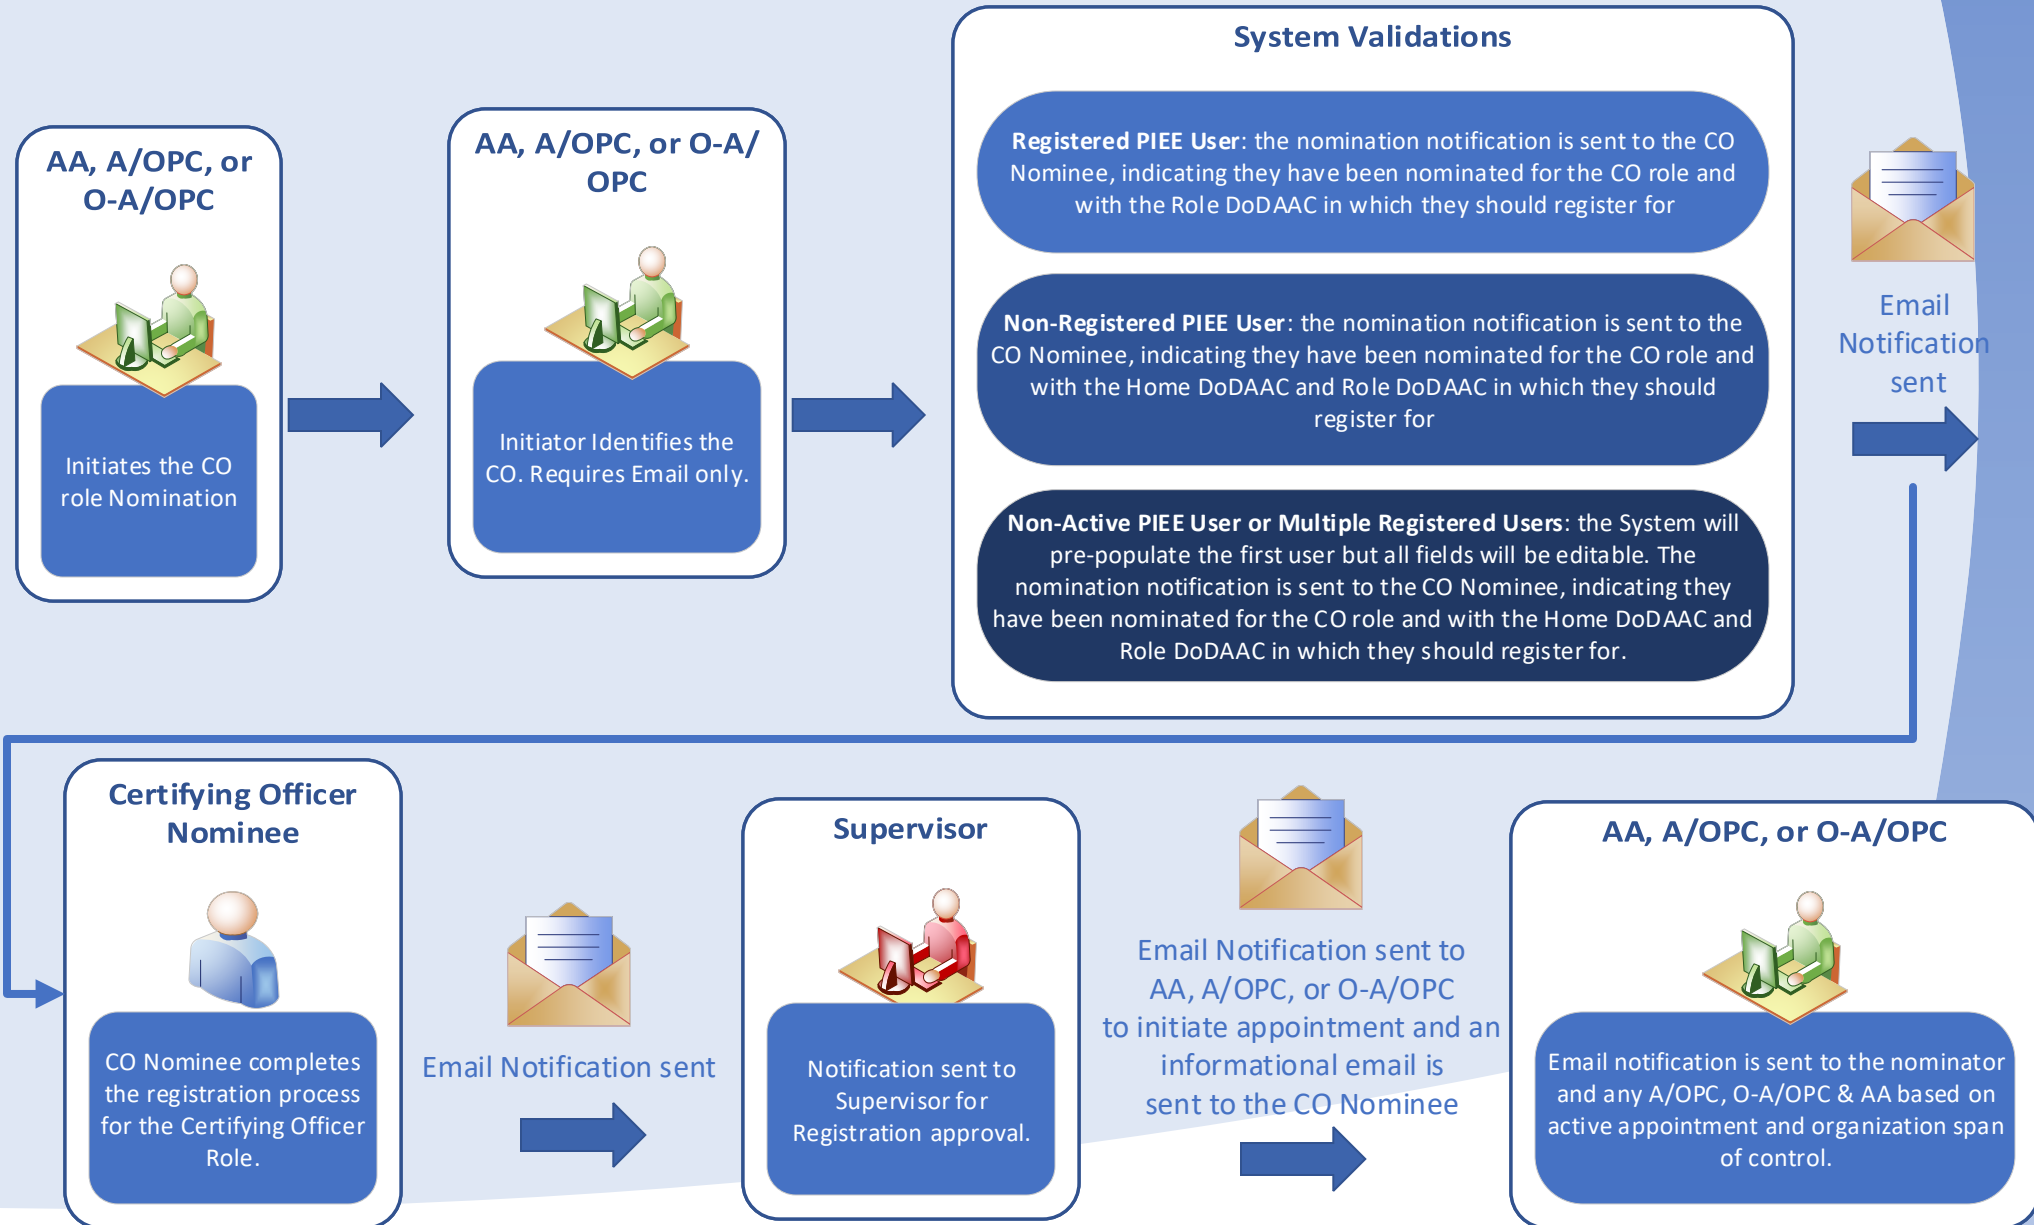 AA, A/OPC, or
O-A/OPC
Initiates the CO
role Nomination
AA, A/OPC, or O-A/
OPC
Initiator Identifies the
CO. Requires Email only.
System Validations
Registered PIEE User: the nomination notification is sent to the CO
Nominee, indicating they have been nominated for the CO role and
with the Role DoDAAC in which they should register for
Non-Registered PIEE User: the nomination notification is sent to the
CO Nominee, indicating they have been nominated for the CO role and
with the Home DoDAAC and Role DoDAAC in which they should
register for
Non-Active PIEE User or Multiple Registered Users: the System will
pre-populate the first user but all fields will be editable. The
nomination notification is sent to the CO Nominee, indicating they
have been nominated for the CO role and with the Home DoDAAC and
Role DoDAAC in which they should register for.
Email
Notification
sent
Certifying Officer
Nominee
CO Nominee completes
the registration process
for the Certifying Officer
Role.
Email Notification sent
Supervisor
Notification sent to
Supervisor for
Registration approval.
Email Notification sent to
AA, A/OPC, or O-A/OPC
to initiate appointment and an
informational email is
sent to the CO Nominee
AA, A/OPC, or O-A/OPC
Email notification is sent to the nominator
and any A/OPC, O-A/OPC & AA based on
active appointment and organization span
of control.